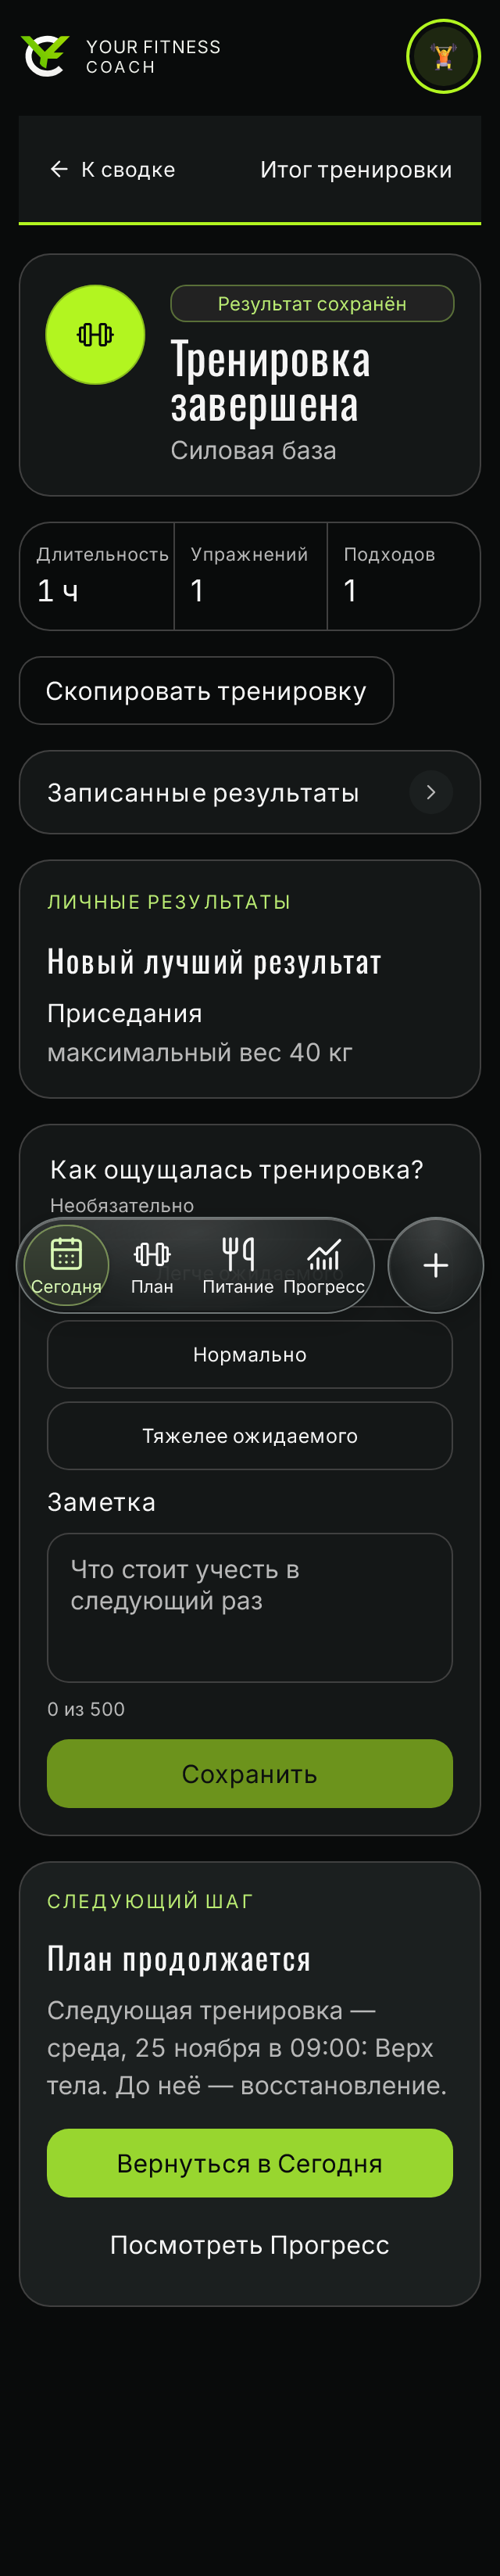 YOUR FITNESS
COACH
К сводке
Итог тренировки
Результат сохранён
Тренировка
завершена
Силовая база
Длительность
Упражнений
Подходов
1 ч
1
1
Скопировать тренировку
Записанные результаты
ЛИЧНЫЕ РЕЗУЛЬТАТЫ
Новый лучший результат
Приседания
максимальный вес 40 кг
Как ощущалась тренировка?
Необязательно
Легче ожидаемого
Сегодня
План
Питание
Прогресс
Нормально
Тяжелее ожидаемого
Заметка
Что стоит учесть в
следующий раз
0 из 500
Сохранить
СЛЕДУЮЩИЙ ШАГ
План продолжается
Следующая тренировка —
среда, 25 ноября в 09:00: Верх
тела. До неё — восстановление.
Вернуться в Сегодня
Посмотреть Прогресс